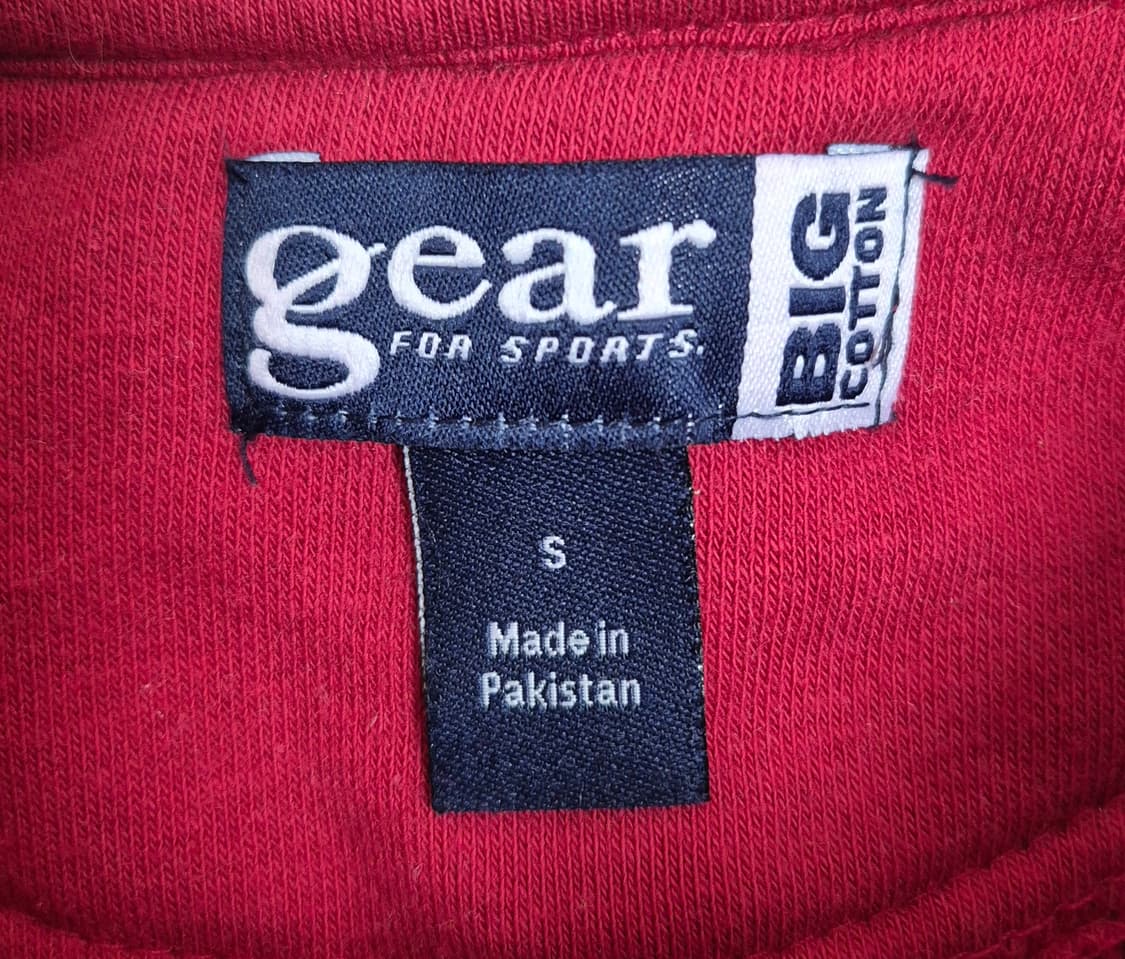 gear
FOR SPORTS.
BIG
COTTON
S
Made in
Pakistan